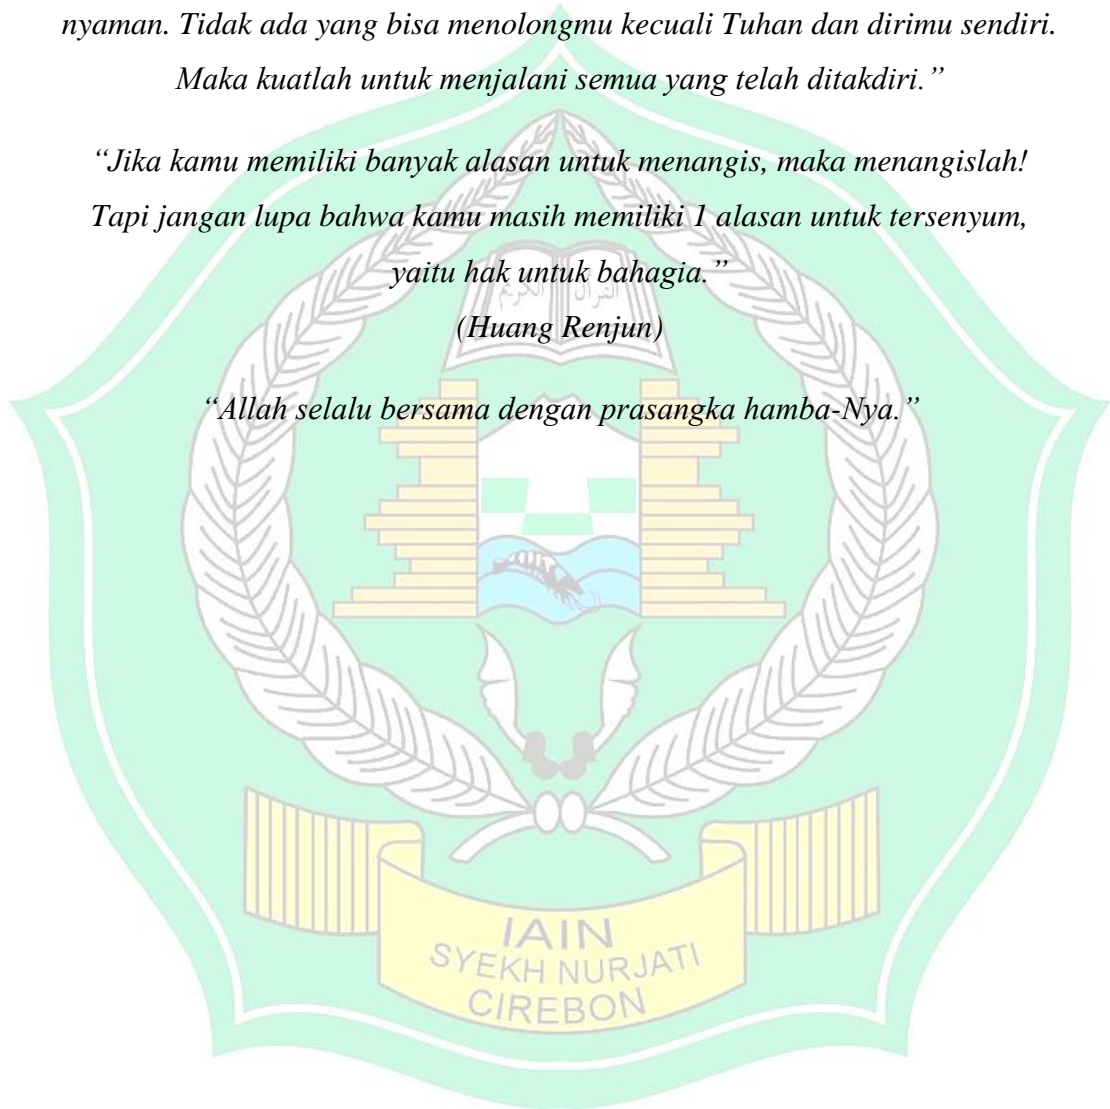 nyaman. Tidak ada yang bisa menolongmu kecuali Tuhan dan dirimu sendiri.
Maka kuatlah untuk menjalani semua yang telah ditakdiri.”
“Jika kamu memiliki banyak alasan untuk menangis, maka menangislah!
Tapi jangan lupa bahwa kamu masih memiliki 1 alasan untuk tersenyum,
yaitu hak untuk bahagia.”
القرآن الكريم
(Huang Renjun)
“Allah selalu bersama dengan prasangka hamba-Nya.”
IAIN
SYEKH NURJATI
CIREBON